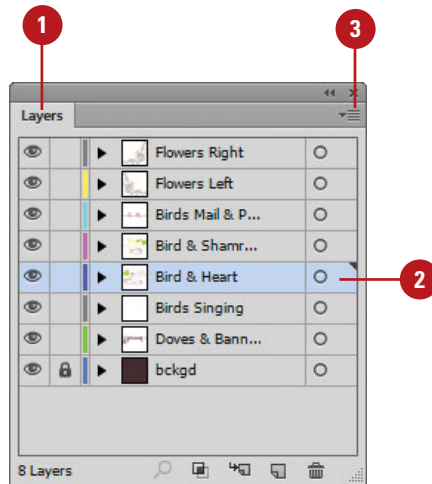 1
3
Layers
Flowers Right
Flowers Left
Birds Mail & P...
Bird & Shamr...
Bird & Heart
2
Birds Singing
Doves & Bann...
bckgd
8 Layers